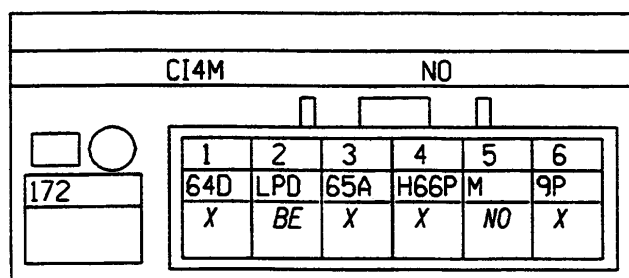 CI4M NO
1 2 3 4 5 6
172 64D LPD 65A H66P M 9P
X BE X X NO X